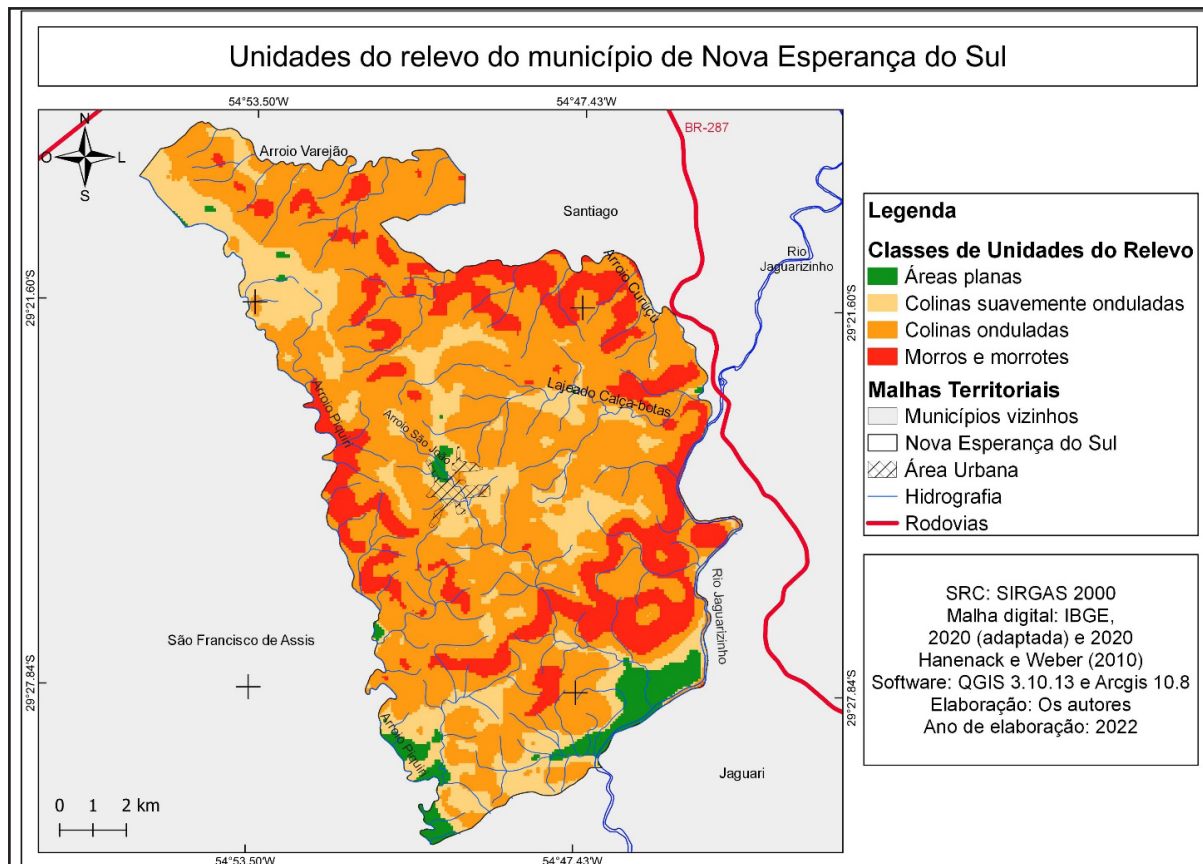 Unidades do relevo do município de Nova Esperança do Sul
54°53.50'W
54°47.43'W
N
O
L
S
BR-287
Arroio Varejão
Santiago
Rio
Jaguarizinho
Arroio Curuçu
29°21.60'S
29°21.60'S
Lajeado Calça-botas
Arroio Piquiri
Arroio São João
Rio Jaguarizinho
São Francisco de Assis
29°27.84'S
29°27.84'S
Arroio Piquiri
Jaguari
0 1 2 km
54°53.50'W
54°47.43'W
Legenda
Classes de Unidades do Relevo
Áreas planas
Colinas suavemente onduladas
Colinas onduladas
Morros e morrotes
Malhas Territoriais
Municípios vizinhos
Nova Esperança do Sul
Área Urbana
Hidrografia
Rodovias
SRC: SIRGAS 2000
Malha digital: IBGE,
2020 (adaptada) e 2020
Hanenack e Weber (2010)
Software: QGIS 3.10.13 e Arcgis 10.8
Elaboração: Os autores
Ano de elaboração: 2022